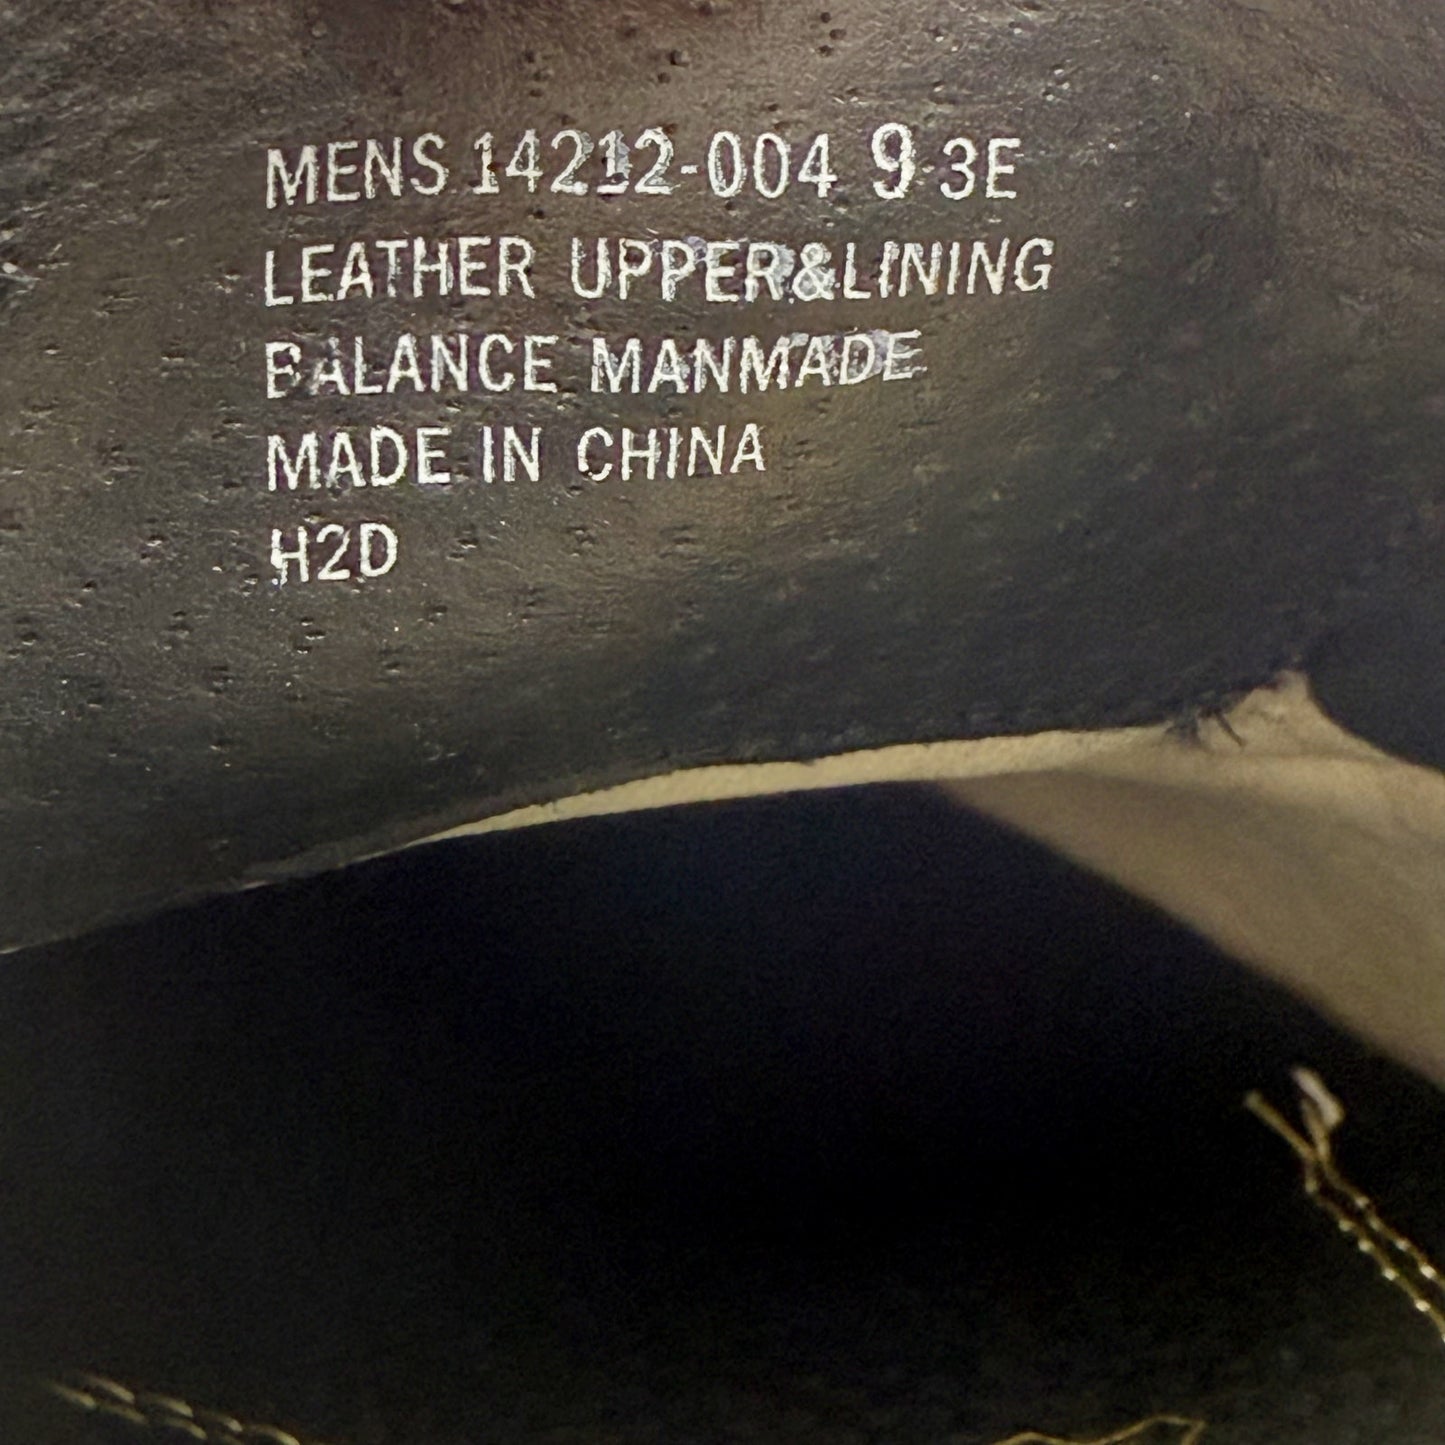 MENS 14212-004 9 3E
LEATHER UPPER&LINING
BALANCE MANMADE
MADE IN CHINA
H2D